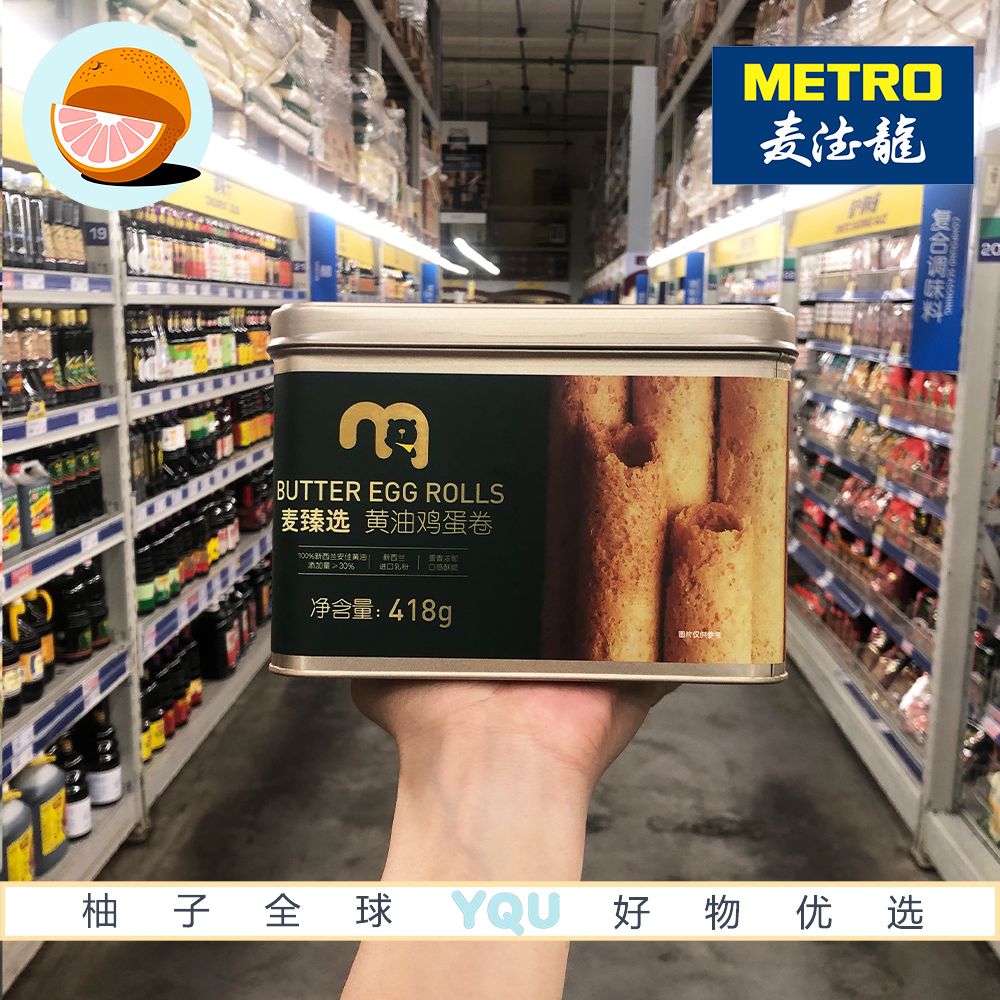 METRO
麦德龍
19
20
复合调味料
BUTTER EGG ROLLS
麦臻选 黄油鸡蛋卷
100%新西兰安佳黄油 添加量≥30%
新西兰 进口乳粉
蛋香浓郁 口感酥脆
净含量：418g
图片仅供参考
柚子全球 YQU 好物优选